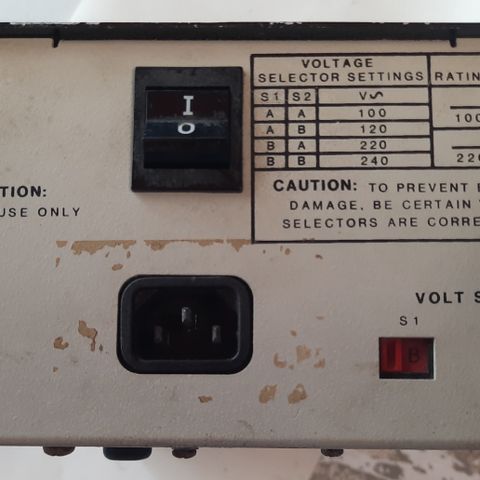 I
O
VOLTAGE
SELECTOR SETTINGS
S1 S2 V
A A 100
A B 120
B A 220
B B 240
RATIN
100
220
TION:
USE ONLY
CAUTION: TO PREVENT
DAMAGE, BE CERTAIN
SELECTORS ARE CORRE
VOLT S
S1
B